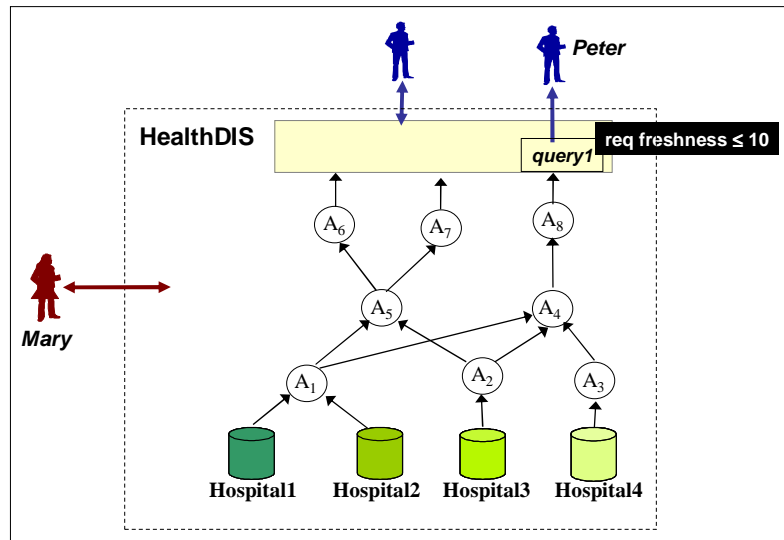 Peter
HealthDIS
req freshness ≤ 10
query1
A₆
A₇
A₈
Mary
A₅
A₄
A₁
A₂
A₃
Hospital1
Hospital2
Hospital3
Hospital4